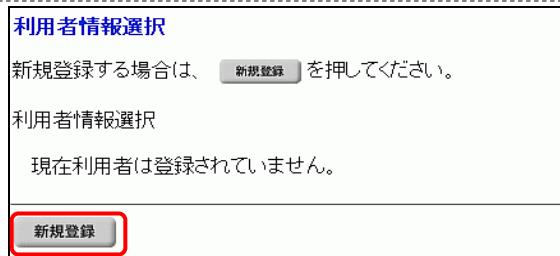 利用者情報選択
新規登録する場合は、 新規登録 を押してください。
利用者情報選択
現在利用者は登録されていません。
新規登録